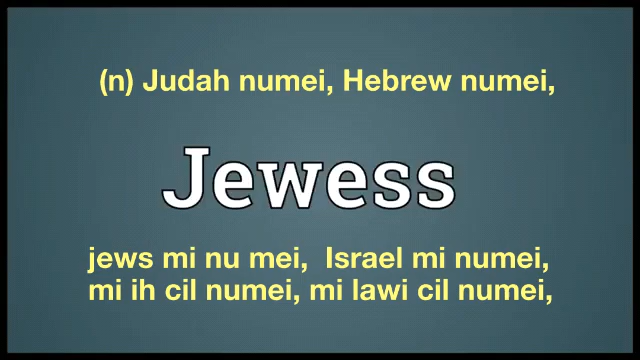 (n) Judah numei, Hebrew numei,
Jewess
jews mi nu mei,  Israel mi numei,
mi ih cil numei, mi lawi cil numei,